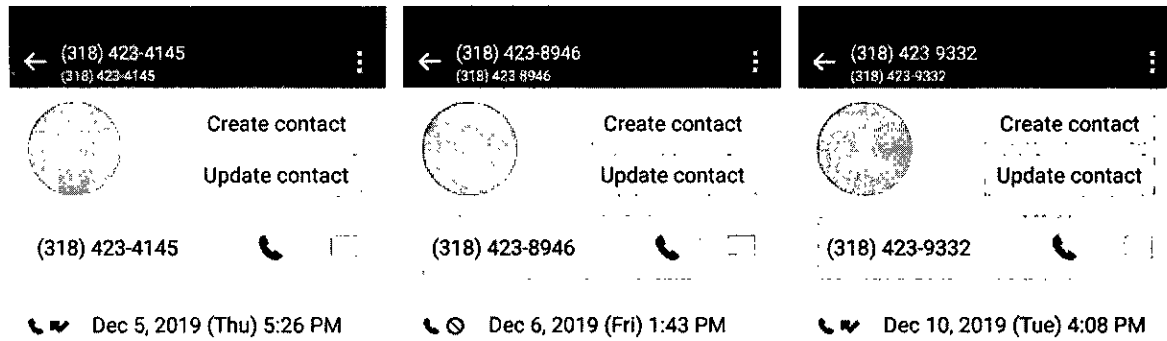 (318) 423-4145
(318) 423-4145
Create contact
Update contact
(318) 423-4145
Dec 5, 2019 (Thu) 5:26 PM
(318) 423-8946
(318) 423 8946
Create contact
Update contact
(318) 423-8946
Dec 6, 2019 (Fri) 1:43 PM
(318) 423 9332
(318) 423-9332
Create contact
Update contact
(318) 423-9332
Dec 10, 2019 (Tue) 4:08 PM